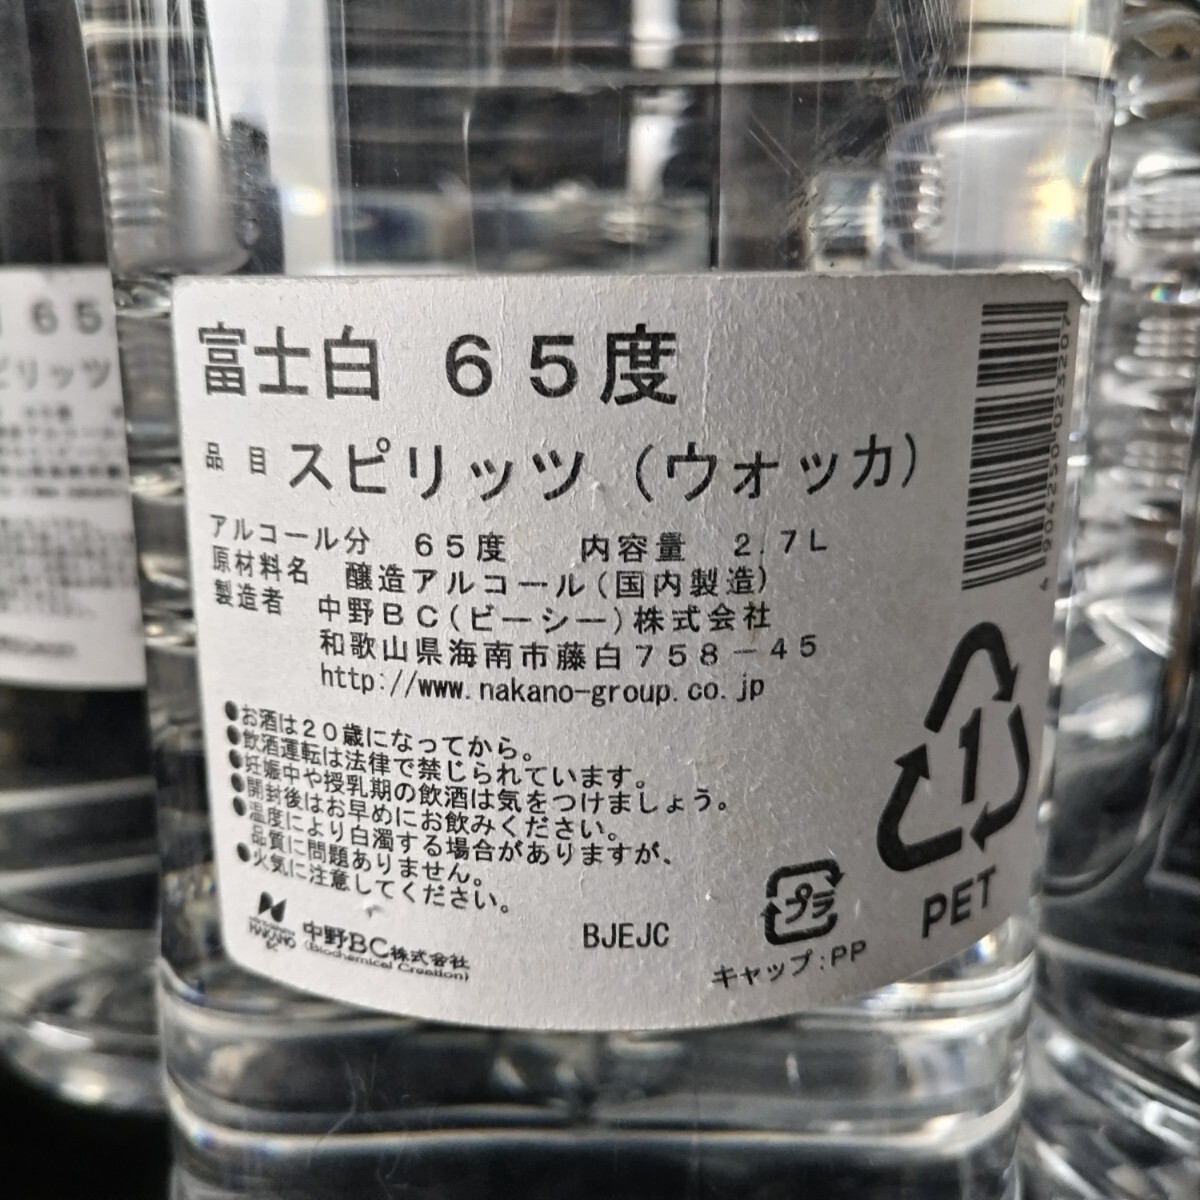 富士白 65度
品目 スピリッツ(ウォッカ)
アルコール分 65度 内容量 2.7L
原材料名 醸造アルコール(国内製造)
製造者 中野BC(ビーシー)株式会社
和歌山県海南市藤白758-45
http://www.nakano-group.co.jp
●お酒は20歳になってから。
●飲酒運転は法律で禁じられています。
●妊娠中や授乳期の飲酒は気をつけましょう。
●開封後はお早めにお飲みください。
●温度により白濁する場合がありますが、
品質に問題ありません。
●火気に注意してください。
NAKANO
BC
中野BC株式会社
(Biochemical Creation)
BJEJC
プラ
キャップ:PP
1
PET
4 906250 023207
65
ピリッツ